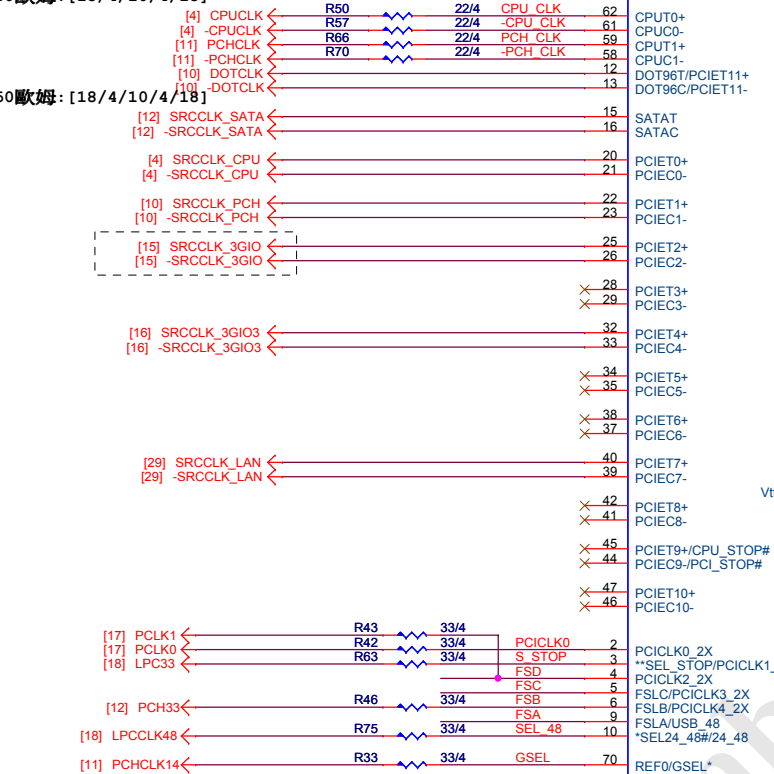 [4] CPUCLK R50 22/4 CPU_CLK 62 CPUT0+
[4] -CPUCLK R57 22/4 -CPU_CLK 61 CPUC0-
[11] PCHCLK R66 22/4 PCH_CLK 59 CPUT1+
[11] -PCHCLK R70 22/4 -PCH_CLK 58 CPUC1-
[10] DOTCLK 12 DOT96T/PCIET11+
[10] -DOTCLK 13 DOT96C/PCIET11-
50歐姆:[18/4/10/4/18]
[12] SRCCLK_SATA 15 SATAT
[12] -SRCCLK_SATA 16 SATAC
[4] SRCCLK_CPU 20 PCIET0+
[4] -SRCCLK_CPU 21 PCIEC0-
[10] SRCCLK_PCH 22 PCIET1+
[10] -SRCCLK_PCH 23 PCIEC1-
[15] SRCCLK_3GIO 25 PCIET2+
[15] -SRCCLK_3GIO 26 PCIEC2-
28 PCIET3+
29 PCIEC3-
[16] SRCCLK_3GIO3 32 PCIET4+
[16] -SRCCLK_3GIO3 33 PCIEC4-
34 PCIET5+
35 PCIEC5-
38 PCIET6+
37 PCIEC6-
[29] SRCCLK_LAN 40 PCIET7+
[29] -SRCCLK_LAN 39 PCIEC7-
42 PCIET8+
41 PCIEC8-
45 PCIET9+/CPU_STOP#
44 PCIEC9-/PCI_STOP#
47 PCIET10+
46 PCIEC10-
[17] PCLK1 R43 33/4
[17] PCLK0 R42 33/4 PCICLK0 2 PCICLK0_2X
[18] LPC33 R63 33/4 S_STOP 3 **SEL_STOP/PCICLK1_
FSD 4 PCICLK2_2X
FSC 5 FSLC/PCICLK3_2X
[12] PCH33 R46 33/4 FSB 6 FSLB/PCICLK4_2X
FSA 9 FSLA/USB_48
[18] LPCCLK48 R75 33/4 SEL_48 10 *SEL24_48#/24_48
[11] PCHCLK14 R33 33/4 GSEL 70 REF0/GSEL*